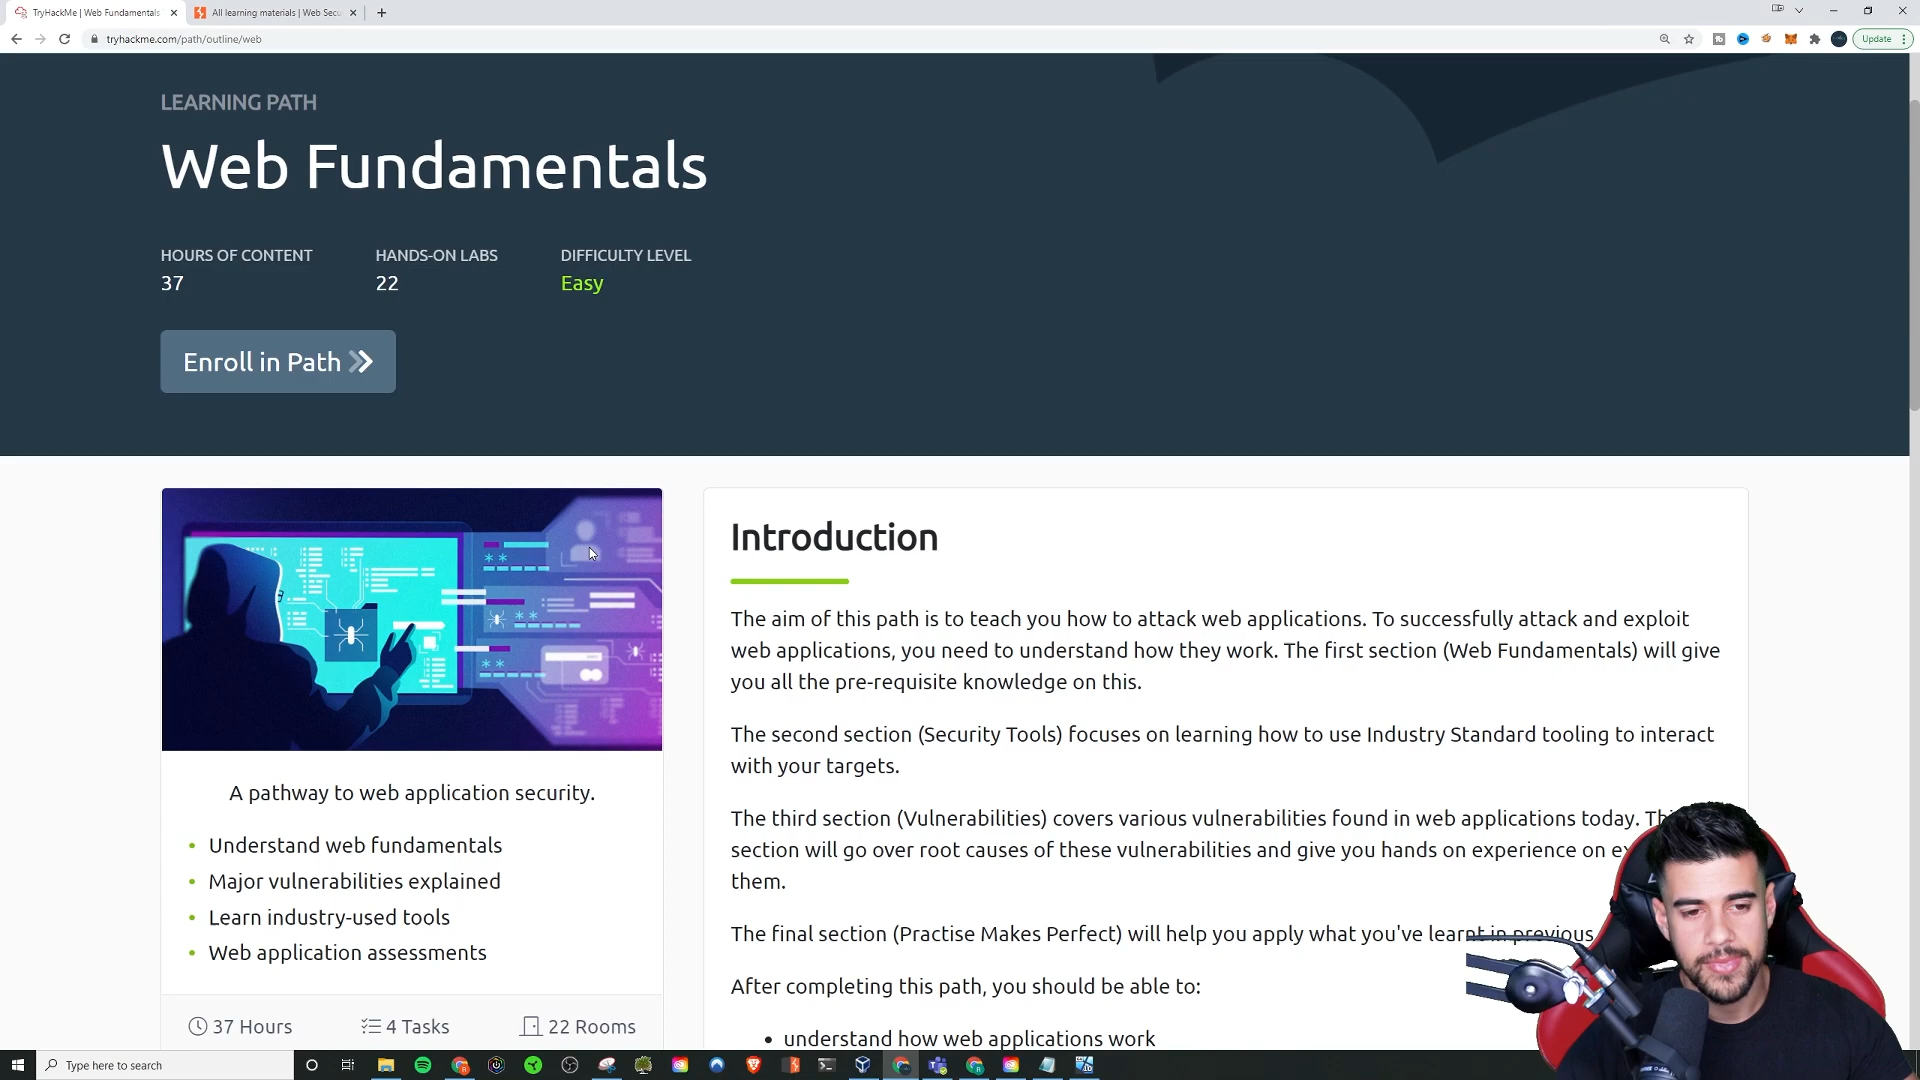 TryHackMe | Web Fundamentals
All learning materials | Web Secu
tryhackme.com/path/outline/web
Update
LEARNING PATH
Web Fundamentals
HOURS OF CONTENT HANDS-ON LABS DIFFICULTY LEVEL
37 22 Easy
Enroll in Path
A pathway to web application security.
• Understand web fundamentals
• Major vulnerabilities explained
• Learn industry-used tools
• Web application assessments
37 Hours 4 Tasks 22 Rooms
Introduction
The aim of this path is to teach you how to attack web applications. To successfully attack and exploit
web applications, you need to understand how they work. The first section (Web Fundamentals) will give
you all the pre-requisite knowledge on this.
The second section (Security Tools) focuses on learning how to use Industry Standard tooling to interact
with your targets.
The third section (Vulnerabilities) covers various vulnerabilities found in web applications today.
section will go over root causes of these vulnerabilities and give you hands on experience on
them.
The final section (Practise Makes Perfect) will help you apply what you've learnt in previous
After completing this path, you should be able to:
• understand how web applications work
Type here to search